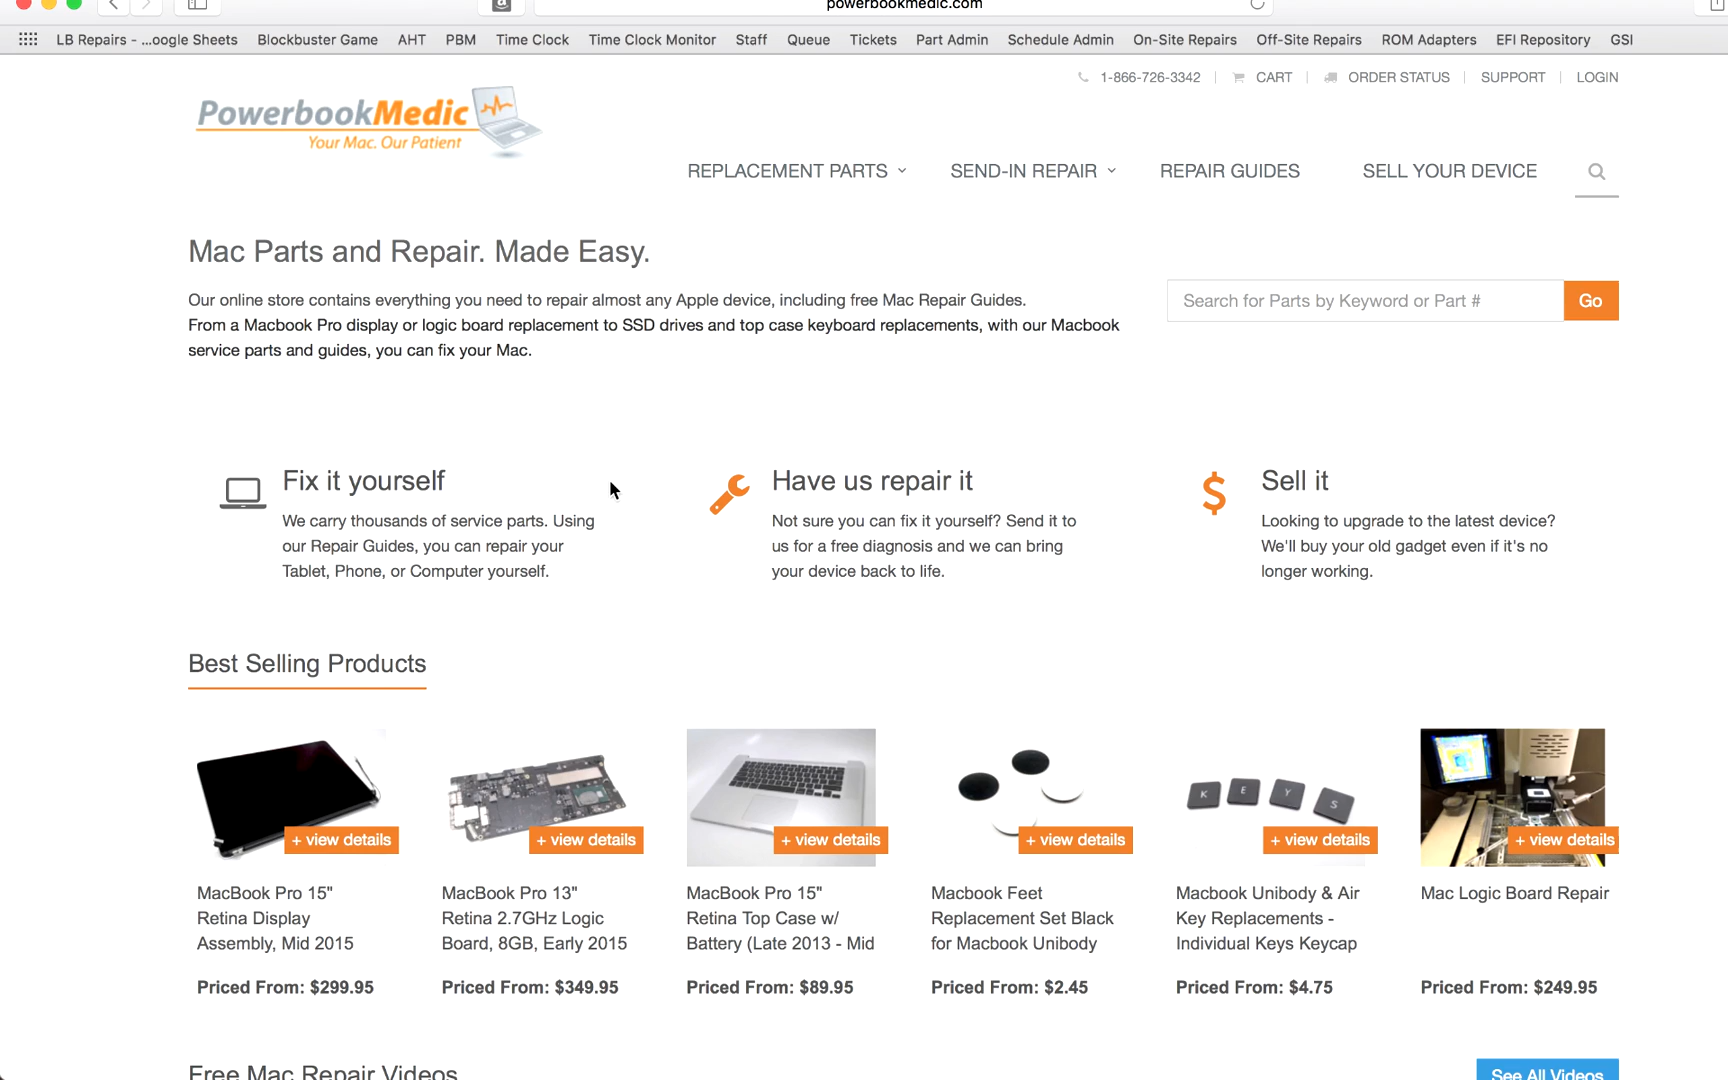 powerbookmedic.com
LB Repairs - ...oogle Sheets Blockbuster Game AHT PBM Time Clock Time Clock Monitor Staff Queue Tickets Part Admin Schedule Admin On-Site Repairs Off-Site Repairs ROM Adapters EFI Repository GSI
1-866-726-3342 CART ORDER STATUS SUPPORT LOGIN
PowerbookMedic
Your Mac. Our Patient
REPLACEMENT PARTS SEND-IN REPAIR REPAIR GUIDES SELL YOUR DEVICE
Mac Parts and Repair. Made Easy.
Our online store contains everything you need to repair almost any Apple device, including free Mac Repair Guides.
From a Macbook Pro display or logic board replacement to SSD drives and top case keyboard replacements, with our Macbook
service parts and guides, you can fix your Mac.
Search for Parts by Keyword or Part # Go
Fix it yourself
We carry thousands of service parts. Using
our Repair Guides, you can repair your
Tablet, Phone, or Computer yourself.
Have us repair it
Not sure you can fix it yourself? Send it to
us for a free diagnosis and we can bring
your device back to life.
Sell it
Looking to upgrade to the latest device?
We'll buy your old gadget even if it's no
longer working.
Best Selling Products
K E Y S
+ view details + view details + view details + view details + view details + view details
MacBook Pro 15"
Retina Display
Assembly, Mid 2015
Priced From: $299.95
MacBook Pro 13"
Retina 2.7GHz Logic
Board, 8GB, Early 2015
Priced From: $349.95
MacBook Pro 15"
Retina Top Case w/
Battery (Late 2013 - Mid
Priced From: $89.95
Macbook Feet
Replacement Set Black
for Macbook Unibody
Priced From: $2.45
Macbook Unibody & Air
Key Replacements -
Individual Keys Keycap
Priced From: $4.75
Mac Logic Board Repair
Priced From: $249.95
Free Mac Repair Videos
See All Videos